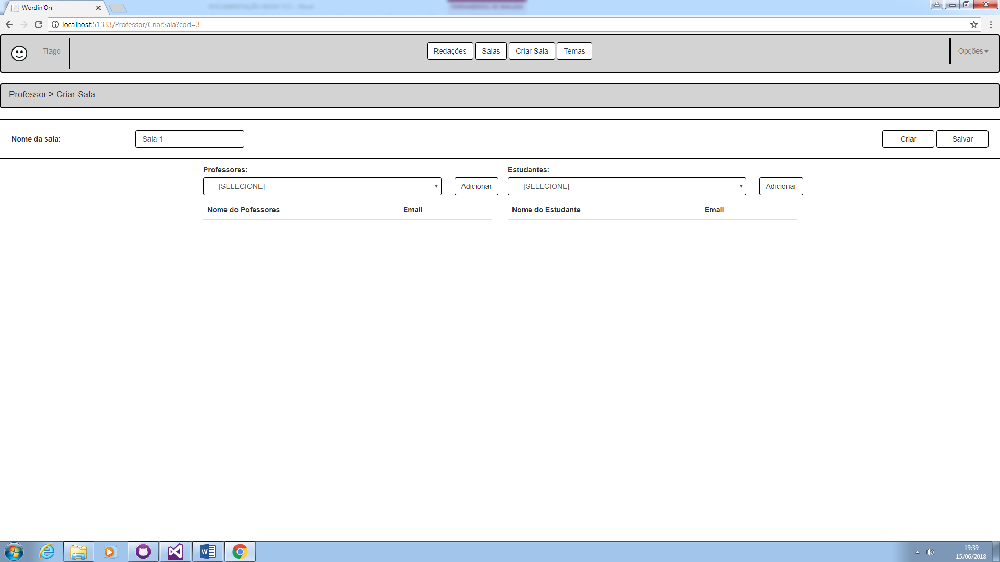 Wordin'On
localhost:51333/Professor/CriarSala?cod=3
Tiago
Redações Salas Criar Sala Temas
Opções
Professor > Criar Sala
Nome da sala: Sala 1 Criar Salvar
Professores: Estudantes:
-- [SELECIONE] -- Adicionar -- [SELECIONE] -- Adicionar
Nome do Pofessores Email Nome do Estudante Email
19:39
15/06/2018